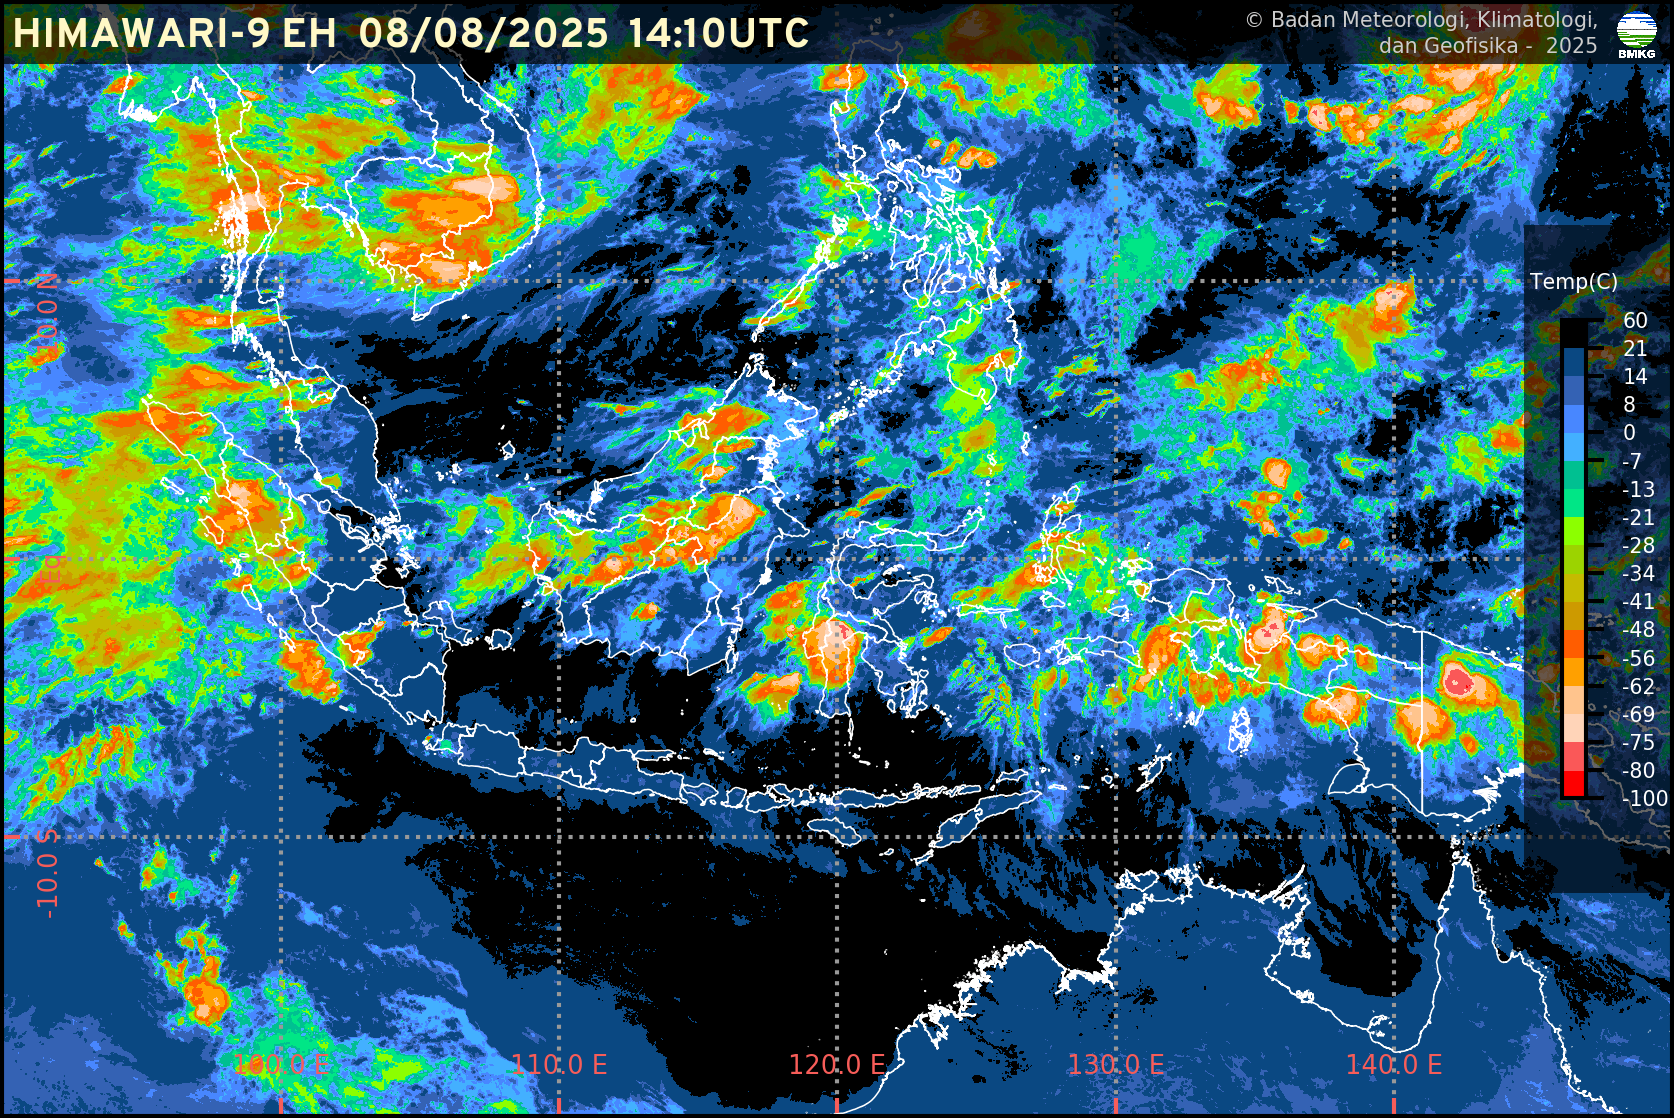 HIMAWARI-9 EH 08/08/2025 14:10UTC
© Badan Meteorologi, Klimatologi,
dan Geofisika - 2025
BMKG
Temp(C)
60
21
14
8
0
-7
-13
-21
-28
-34
-41
-48
-56
-62
-69
-75
-80
-100
10.0 N
Eq
-10.0 S
100.0 E
110.0 E
120.0 E
130.0 E
140.0 E